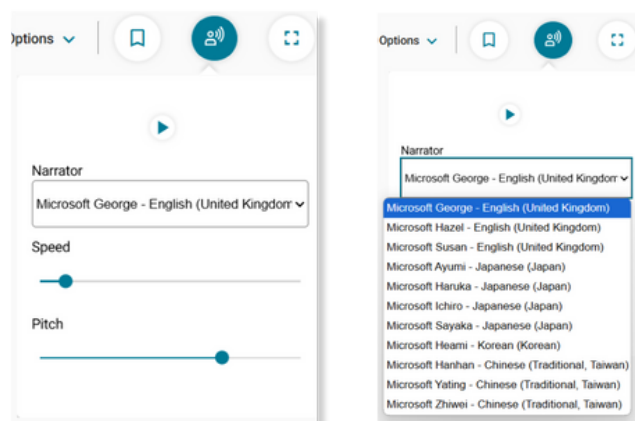 Options
Narrator
Microsoft George - English (United Kingdom
Speed
Pitch
Options
Narrator
Microsoft George - English (United Kingdom
Microsoft George - English (United Kingdom)
Microsoft Hazel - English (United Kingdom)
Microsoft Susan - English (United Kingdom)
Microsoft Ayumi - Japanese (Japan)
Microsoft Haruka - Japanese (Japan)
Microsoft Ichiro - Japanese (Japan)
Microsoft Sayaka - Japanese (Japan)
Microsoft Heami - Korean (Korean)
Microsoft Hanhan - Chinese (Traditional, Taiwan)
Microsoft Yating - Chinese (Traditional, Taiwan)
Microsoft Zhiwei - Chinese (Traditional, Taiwan)